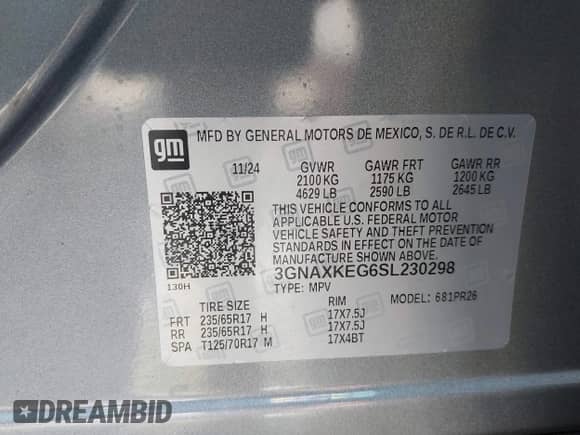 gm
MFD BY GENERAL MOTORS DE MEXICO, S. DE R.L. DE C.V.
11/24 GVWR GAWR FRT GAWR RR
2100 KG 1175 KG 1200 KG
4629 LB 2590 LB 2645 LB
THIS VEHICLE CONFORMS TO ALL
APPLICABLE U.S. FEDERAL MOTOR
VEHICLE SAFETY AND THEFT PREVENTION
STANDARDS IN EFFECT ON THE DATE OF
MANUFACTURE SHOWN ABOVE.
3GNAXKEG6SL230298
130H
TYPE: MPV MODEL: 681PR26
TIRE SIZE RIM
FRT 235/65R17 H 17X7.5J
RR 235/65R17 H 17X7.5J
SPA T125/70R17 M 17X4BT
DREAMBID